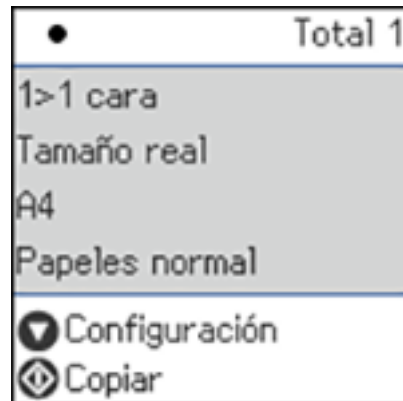 Total 1
1>1 cara
Tamaño real
A4
Papeles normal
Configuración
Copiar